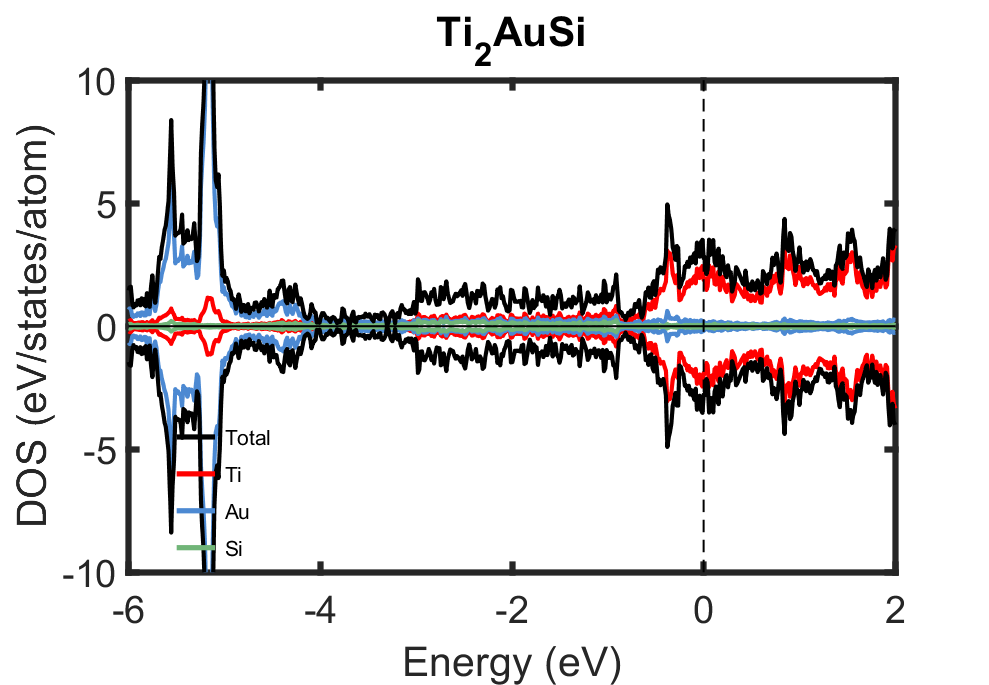 Ti2AuSi
DOS (eV/states/atom)
10
5
0
-5
-10
Total
Ti
Au
Si
-6
-4
-2
0
2
Energy (eV)